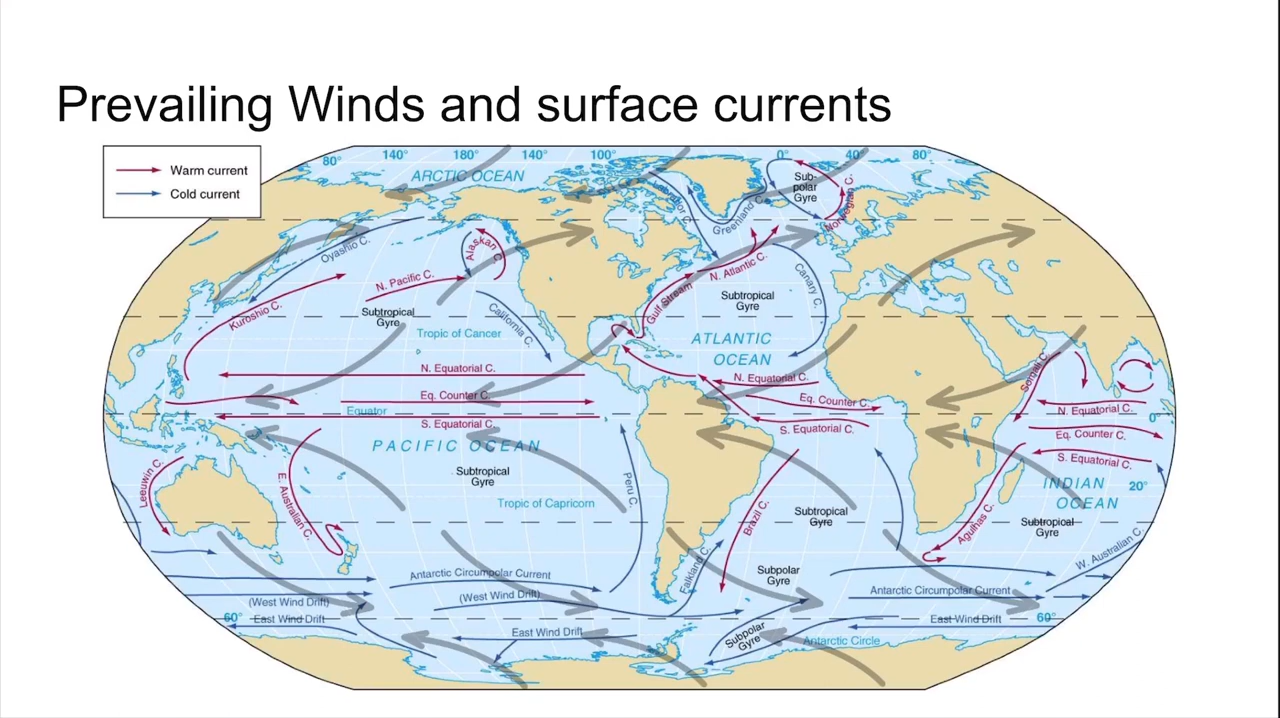 Prevailing Winds and surface currents
Warm current
Cold current
80°
140°
180°
140°
100°
0°
40°
80°
ARCTIC OCEAN
Sub-
polar
Gyre
Norwegian C.
Labrador C.
Greenland C.
Oyashio C.
Alaskan C.
N. Pacific C.
N. Atlantic C.
Canary C.
Kuroshio C.
Subtropical
Gyre
California C.
Gulf Stream
Subtropical
Gyre
Tropic of Cancer
ATLANTIC
OCEAN
Somali C.
N. Equatorial C.
N. Equatorial C.
Eq. Counter C.
Eq. Counter C.
N. Equatorial C.
Equator
0°
S. Equatorial C.
S. Equatorial C.
Eq. Counter C.
PACIFIC OCEAN
S. Equatorial C.
Leeuwin C.
E. Australian C.
Subtropical
Gyre
Peru C.
INDIAN
OCEAN
20°
Tropic of Capricorn
Brazil C.
Subtropical
Gyre
Agulhas C.
Subtropical
Gyre
W. Australian C.
Falkland C.
Antarctic Circumpolar Current
Subpolar
Gyre
Antarctic Circumpolar Current
(West Wind Drift)
(West Wind Drift)
60°
East Wind Drift
East Wind Drift
60°
East Wind Drift
Subpolar
Gyre
Antarctic Circle